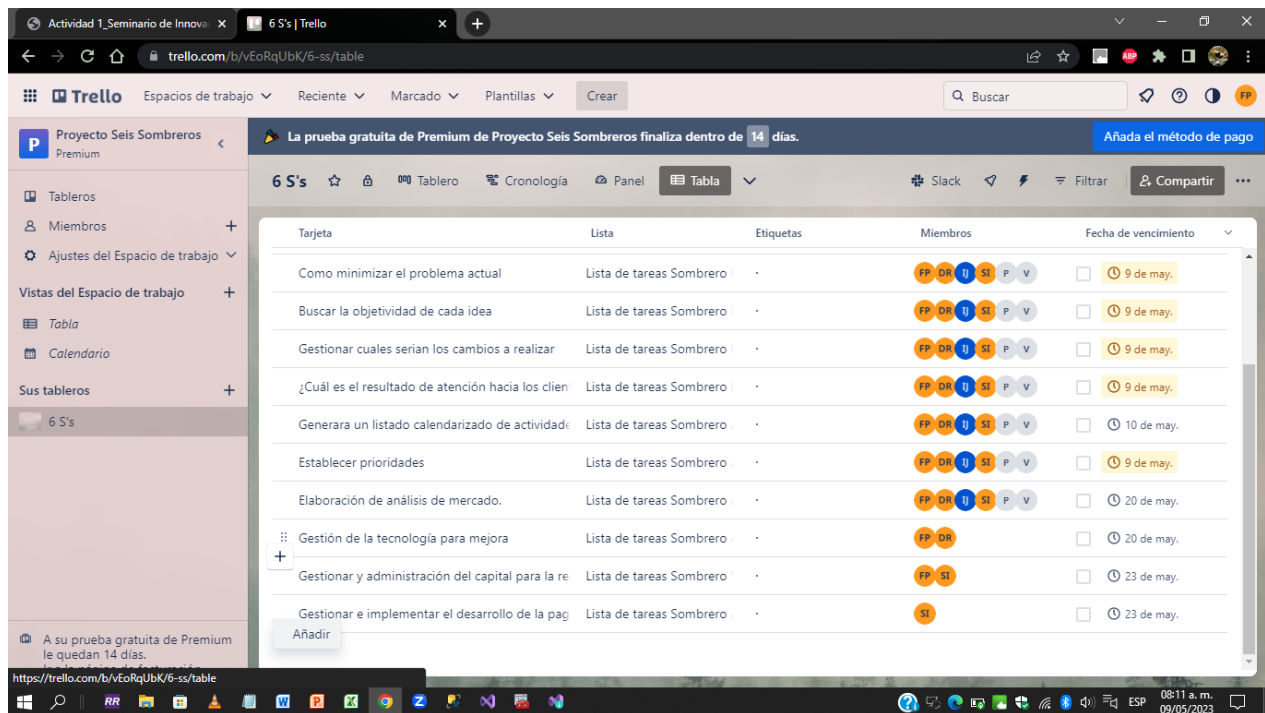 Actividad 1_Seminario de Innova
6 S's | Trello
trello.com/b/vEoRqUbK/6-ss/table
ABP
Trello
Espacios de trabajo
Reciente
Marcado
Plantillas
Crear
Buscar
FP
P
Proyecto Seis Sombreros
Premium
La prueba gratuita de Premium de Proyecto Seis Sombreros finaliza dentro de 14 días.
Añada el método de pago
6 S's
Tablero
Cronología
Panel
Tabla
Slack
Filtrar
Compartir
Tableros
Miembros
Ajustes del Espacio de trabajo
Vistas del Espacio de trabajo
Tabla
Calendario
Sus tableros
6 S's
Tarjeta Lista Etiquetas Miembros Fecha de vencimiento
Como minimizar el problema actual Lista de tareas Sombrero FP DR IJ SI P V 9 de may.
Buscar la objetividad de cada idea Lista de tareas Sombrero FP DR IJ SI P V 9 de may.
Gestionar cuales serian los cambios a realizar Lista de tareas Sombrero FP DR IJ SI P V 9 de may.
¿Cuál es el resultado de atención hacia los clien Lista de tareas Sombrero FP DR IJ SI P V 9 de may.
Generara un listado calendarizado de actividade Lista de tareas Sombrero FP DR IJ SI P V 10 de may.
Establecer prioridades Lista de tareas Sombrero FP DR IJ SI P V 9 de may.
Elaboración de análisis de mercado. Lista de tareas Sombrero FP DR IJ SI P V 20 de may.
Gestión de la tecnología para mejora Lista de tareas Sombrero FP DR 20 de may.
Gestionar y administración del capital para la re Lista de tareas Sombrero FP SI 23 de may.
Gestionar e implementar el desarrollo de la pag Lista de tareas Sombrero SI 23 de may.
Añadir
A su prueba gratuita de Premium
le quedan 14 días.
https://trello.com/b/vEoRqUbK/6-ss/table
RR
ESP
08:11 a. m.
09/05/2023